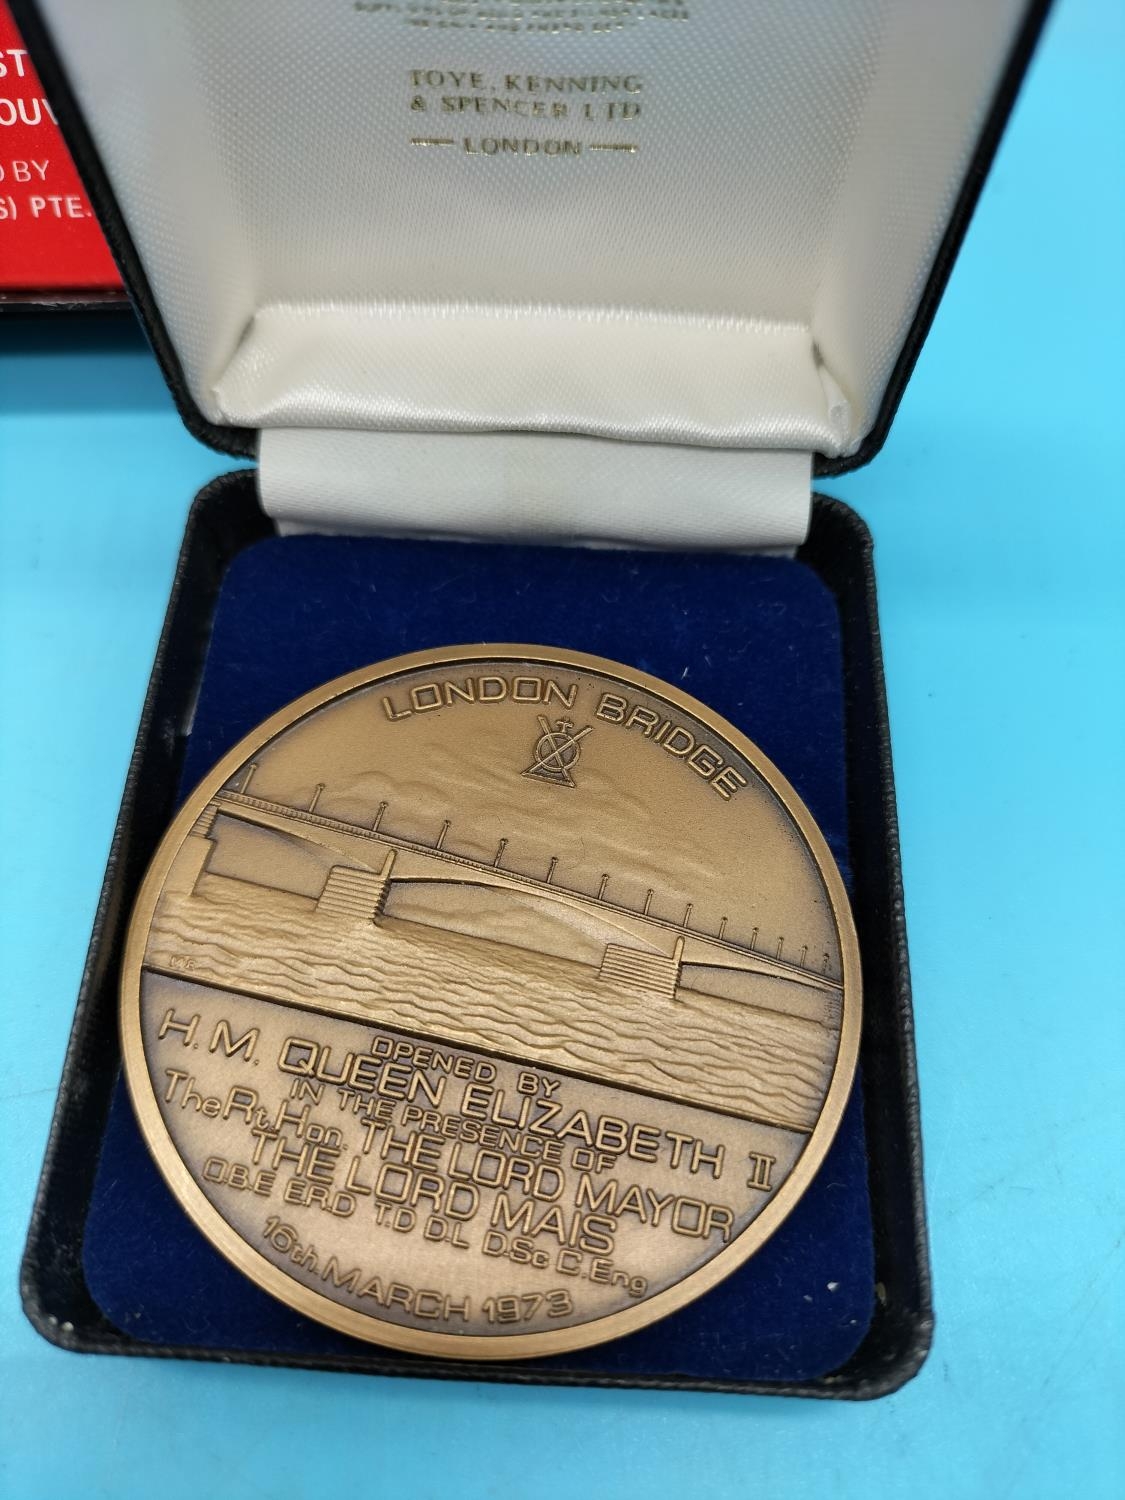 ST
OUV
D BY
S) PTE.
TOYE, KENNING
& SPENCER LTD
LONDON
LONDON BRIDGE
OPENED BY
H.M. QUEEN ELIZABETH II
IN THE PRESENCE OF
The Rt. Hon. THE LORD MAYOR
THE LORD MAIS
O.B.E E.R.D T.D D.L D.Sc C.Eng
16th. MARCH 1973